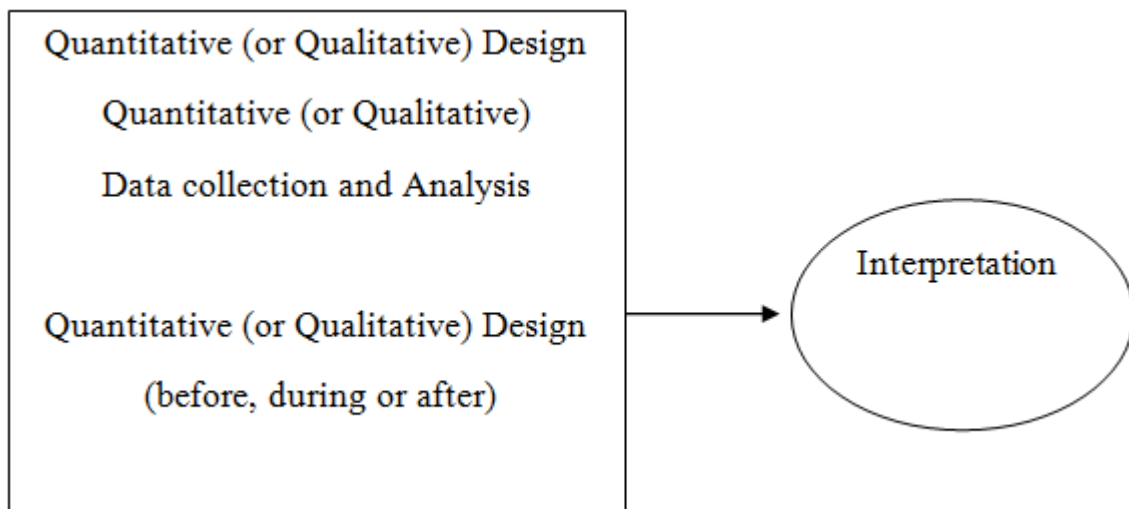 Quantitative (or Qualitative) Design
Quantitative (or Qualitative)
Data collection and Analysis
Quantitative (or Qualitative) Design
(before, during or after)
Interpretation